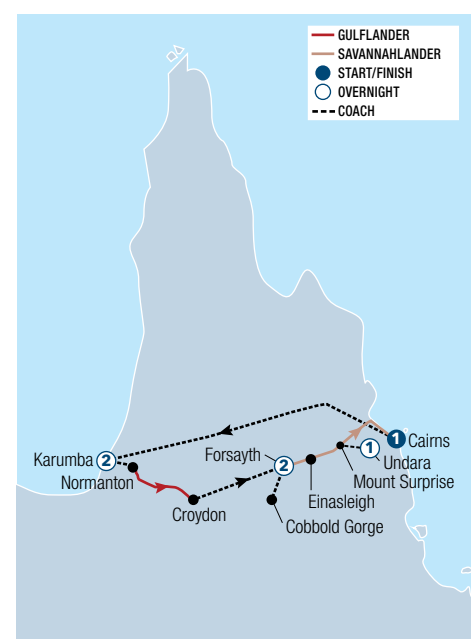 GULFLANDER
SAVANNAHLANDER
START/FINISH
OVERNIGHT
COACH
1 Cairns
Karumba 2
Forsayth 2
1 Undara
Normanton
Mount Surprise
Einasleigh
Croydon
Cobbold Gorge